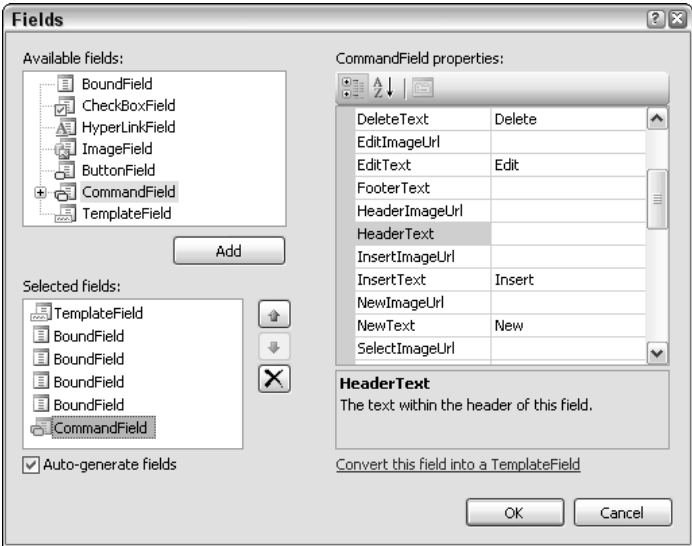 Fields
Available fields:
BoundField
CheckBoxField
HyperLinkField
ImageField
ButtonField
CommandField
TemplateField
Add
Selected fields:
TemplateField
BoundField
BoundField
BoundField
BoundField
CommandField
Auto-generate fields
CommandField properties:
DeleteText Delete
EditImageUrl
EditText Edit
FooterText
HeaderImageUrl
HeaderText
InsertImageUrl
InsertText Insert
NewImageUrl
NewText New
SelectImageUrl
HeaderText
The text within the header of this field.
Convert this field into a TemplateField
OK Cancel